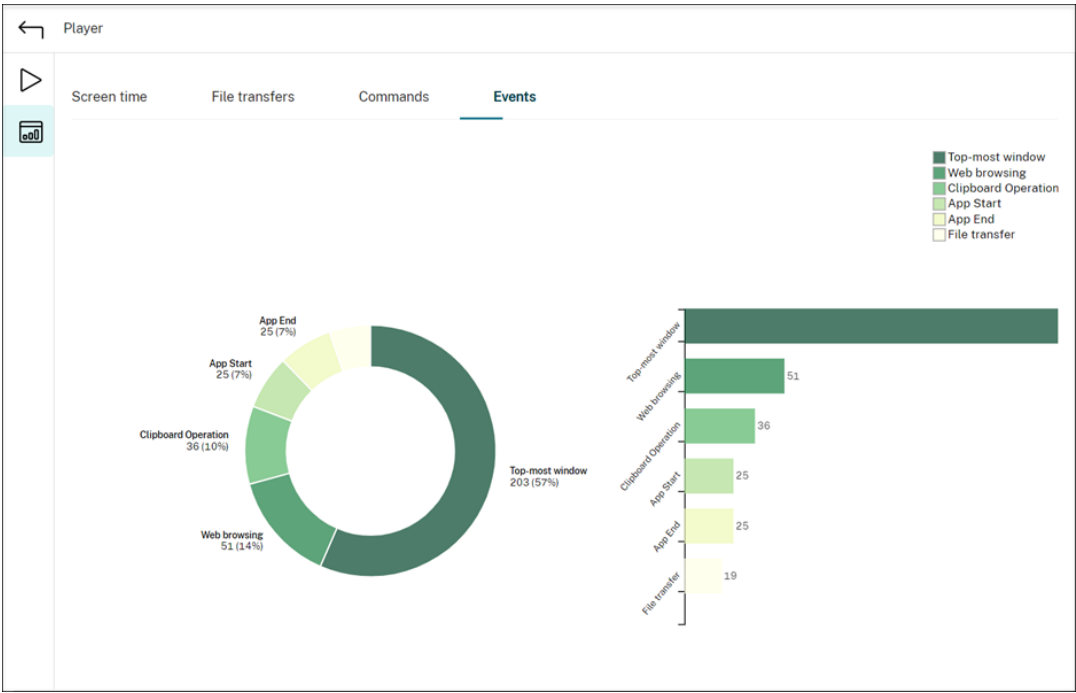 Player
Screen time
File transfers
Commands
Events
Top-most window
Web browsing
Clipboard Operation
App Start
App End
File transfer
App End
25 (7%)
App Start
25 (7%)
Clipboard Operation
36 (10%)
Top-most window
203 (57%)
Web browsing
51 (14%)
Top-most window
Web browsing
51
Clipboard Operation
36
App Start
25
App End
25
File transfer
19